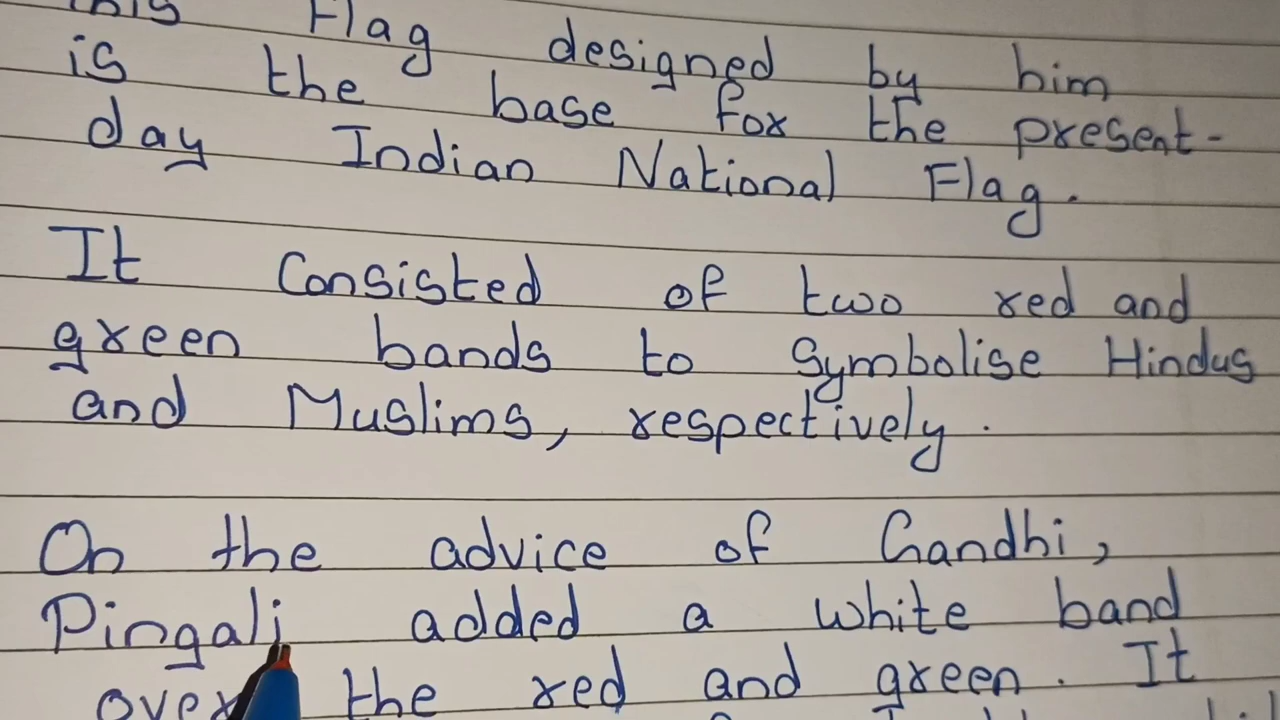 This Flag designed by him
is the base for the present-
day Indian National Flag.
It Consisted of two red and
green bands to Symbolise Hindus
and Muslims, respectively.
On the advice of Gandhi,
Pingali added a white band
over the red and green. It